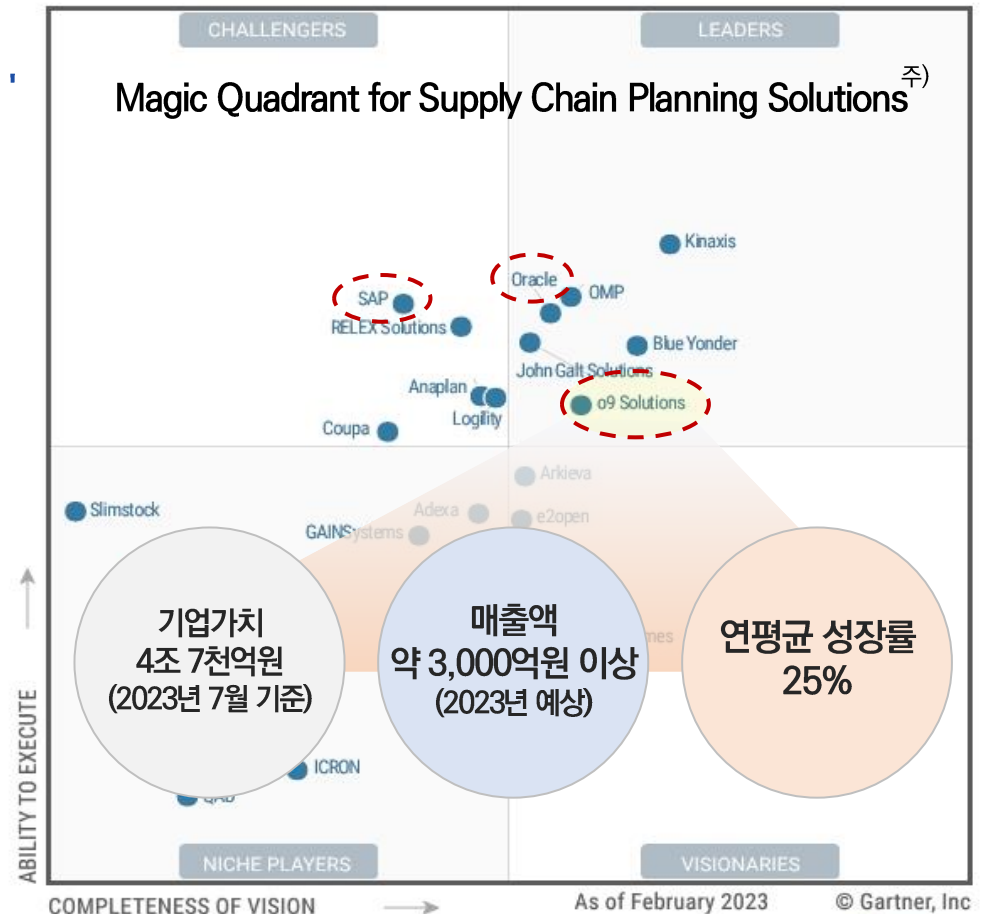 CHALLENGERS
LEADERS
Magic Quadrant for Supply Chain Planning Solutions주)
Kinaxis
Oracle
OMP
SAP
RELEX Solutions
Blue Yonder
John Galt Solutions
Anaplan
o9 Solutions
Logility
Coupa
Arkieva
Slimstock
Adexa
e2open
GAINSystems
기업가치
4조 7천억원
(2023년 7월 기준)
매출액
약 3,000억원 이상
(2023년 예상)
연평균 성장률
25%
ICRON
QAD
ABILITY TO EXECUTE
NICHE PLAYERS
VISIONARIES
COMPLETENESS OF VISION
As of February 2023
© Gartner, Inc